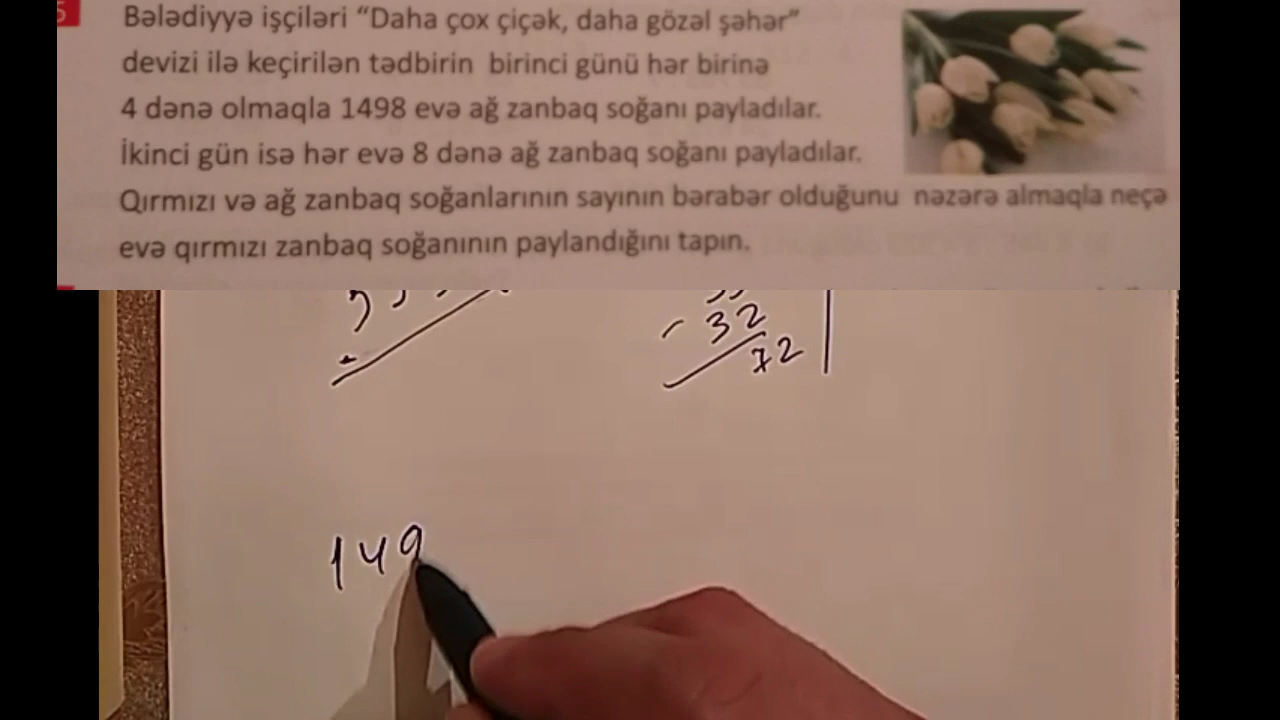 5
Bələdiyyə işçiləri “Daha çox çiçək, daha gözəl şəhər”
devizi ilə keçirilən tədbirin birinci günü hər birinə
4 dənə olmaqla 1498 evə ağ zanbaq soğanı payladılar.
İkinci gün isə hər evə 8 dənə ağ zanbaq soğanı payladılar.
Qırmızı və ağ zanbaq soğanlarının sayının bərabər olduğunu nəzərə almaqla neçə
evə qırmızı zanbaq soğanının paylandığını tapın.
- 32
72
149